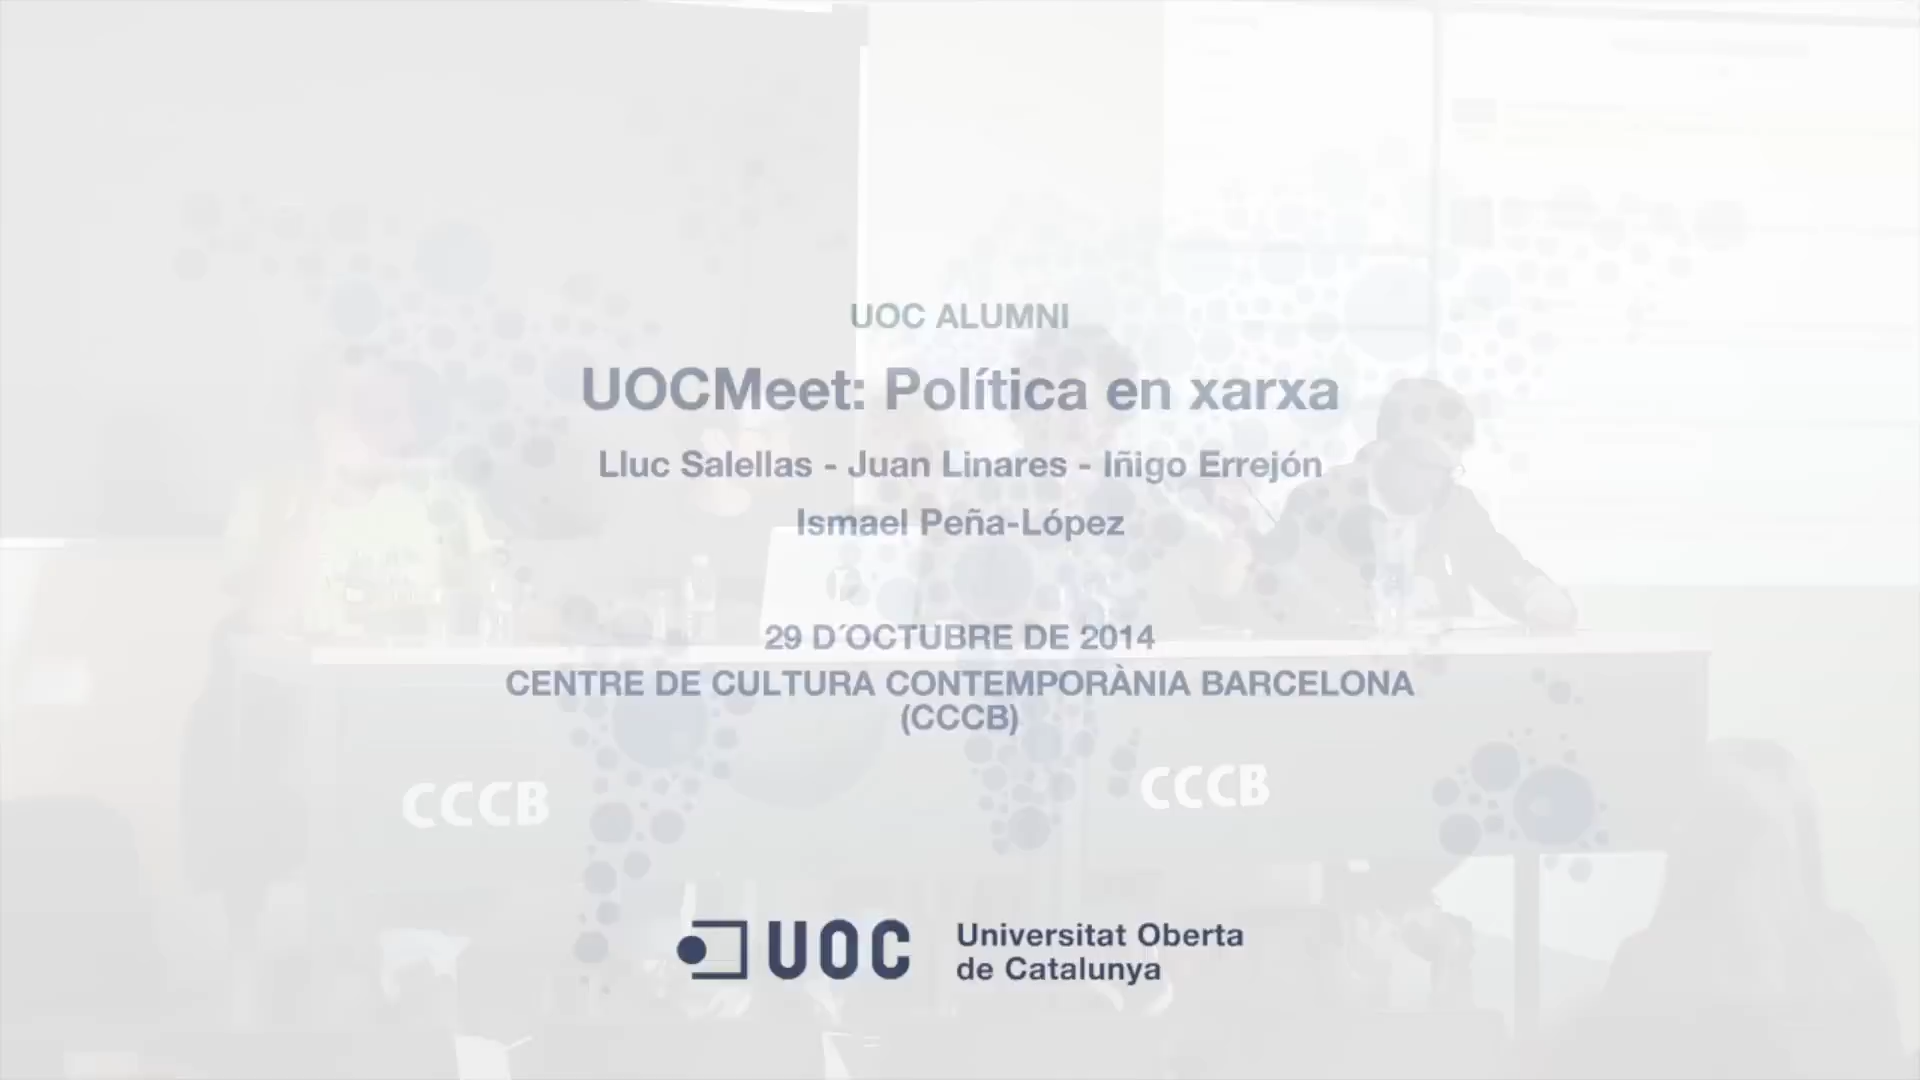 UOC ALUMNI
UOCMeet: Política en xarxa
Lluc Salellas - Juan Linares - Iñigo Errejón
Ismael Peña-López
29 D´OCTUBRE DE 2014
CENTRE DE CULTURA CONTEMPORÀNIA BARCELONA
(CCCB)
CCCB
CCCB
UOC
Universitat Oberta
de Catalunya